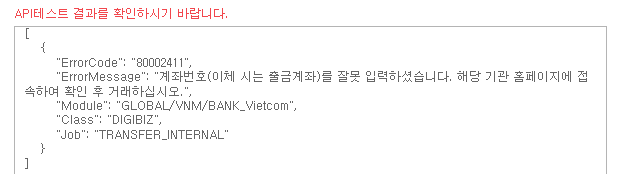 API테스트 결과를 확인하시기 바랍니다.
[
{
"ErrorCode": "80002411",
"ErrorMessage": "계좌번호(이체 시는 출금계좌)를 잘못 입력하셨습니다. 해당 기관 홈페이지에 접
속하여 확인 후 거래하십시오.",
"Module": "GLOBAL/VNM/BANK_Vietcom",
"Class": "DIGIBIZ",
"Job": "TRANSFER_INTERNAL"
}
]